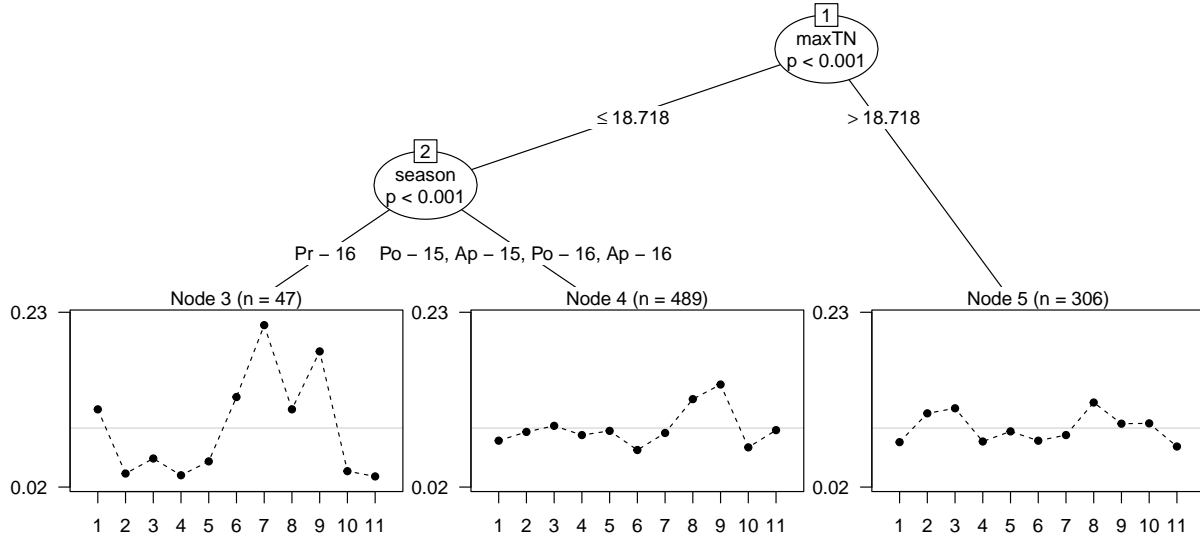 1
maxTN
p < 0.001
≤ 18.718
> 18.718
2
season
p < 0.001
Pr − 16
Po − 15, Ap − 15, Po − 16, Ap − 16
Node 3 (n = 47)
0.23
0.02
1 2 3 4 5 6 7 8 9 10 11
Node 4 (n = 489)
0.23
0.02
1 2 3 4 5 6 7 8 9 10 11
Node 5 (n = 306)
0.23
0.02
1 2 3 4 5 6 7 8 9 10 11